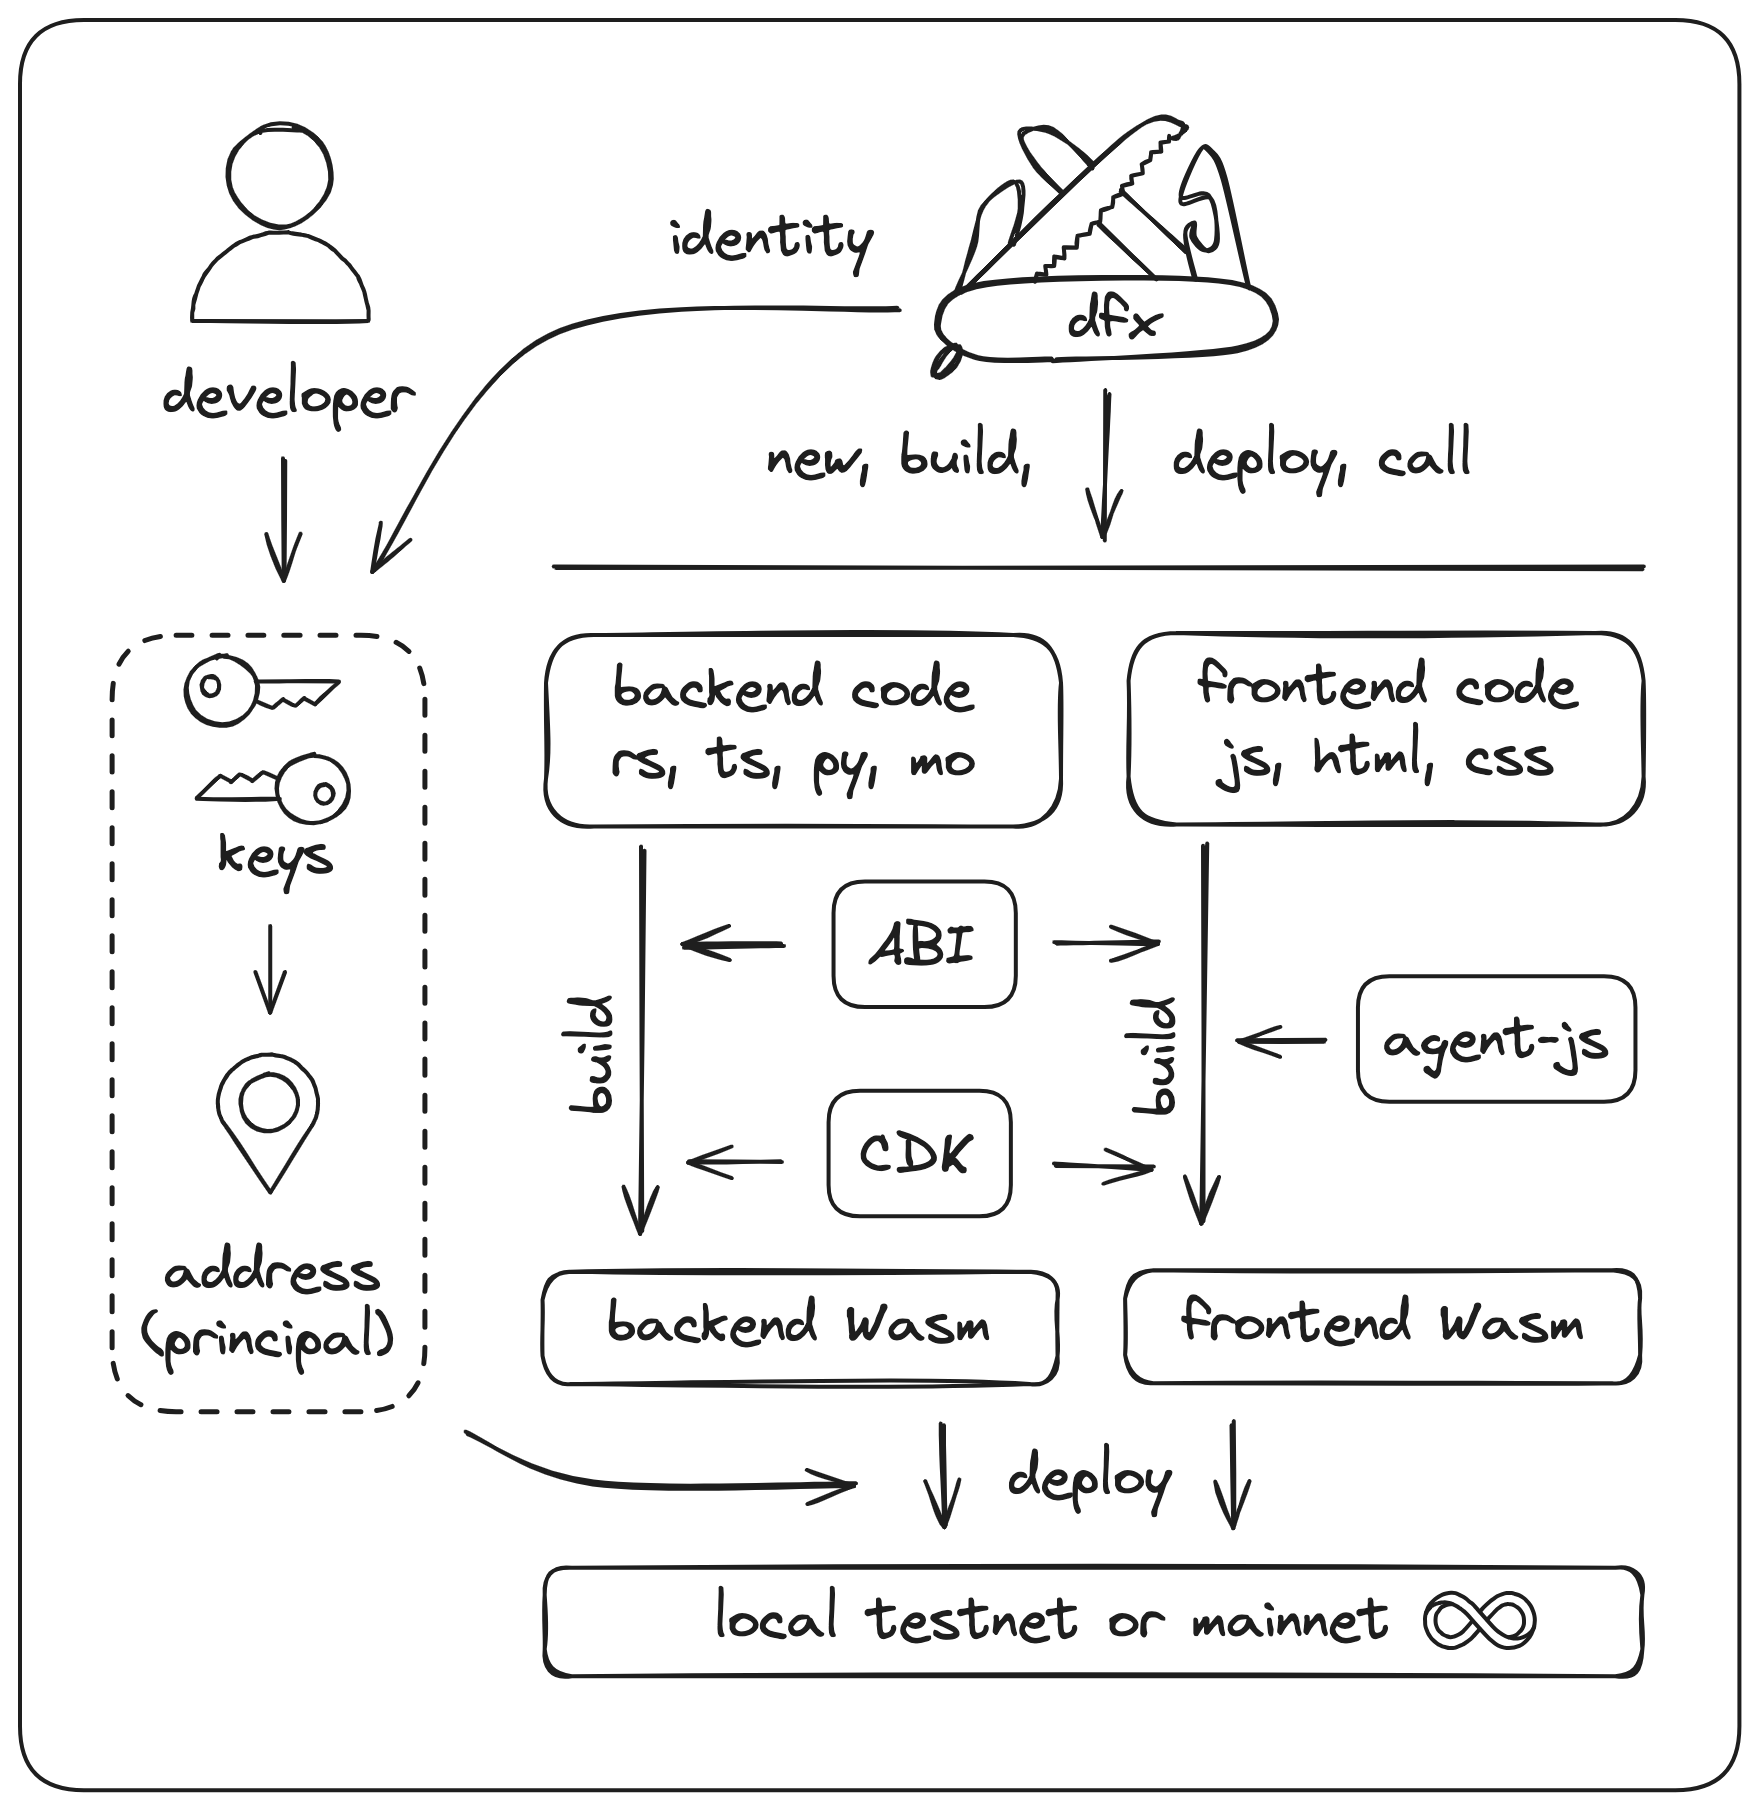 identity
dfx
developer
new, build,
deploy, call
keys
address
(principal)
backend code
rs, ts, py, mo
frontend code
js, html, css
build
ABI
CDK
build
agent-js
backend Wasm
frontend Wasm
deploy
local testnet or mainnet